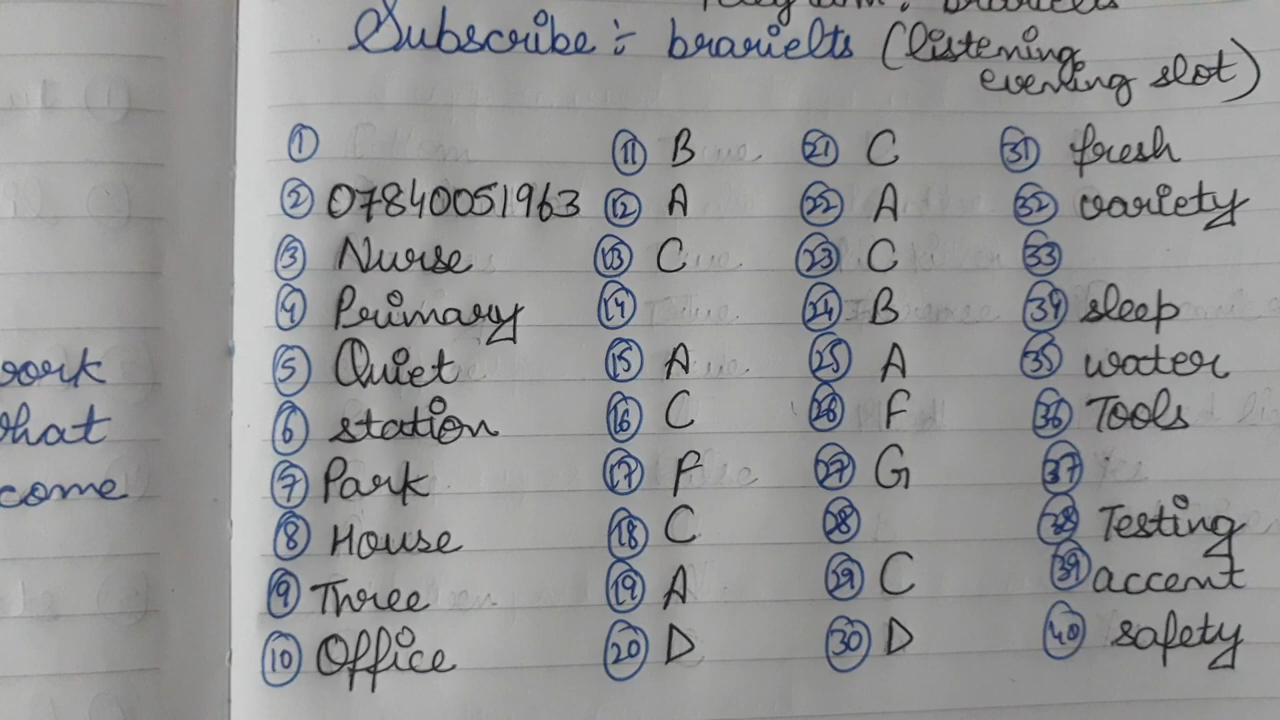 Subscribe :- brarielts (listening
evening slot)
① ⑪ B ㉑ C ㉛ fresh
② 07840051963 ⑫ A ㉒ A ㉜ variety
③ Nurse ⑬ C ㉓ C ㉝
④ Primary ⑭ ㉔ B ㉞ sleep
work ⑤ Quiet ⑮ A ㉕ A ㉟ water
what ⑥ station ⑯ C ㉖ F ㊱ Tools
come ⑦ Park ⑰ F ㉗ G ㊲
⑧ House ⑱ C ㉘ ㊳ Testing
⑨ Three ⑲ A ㉙ C ㊴ accent
⑩ Office ⑳ D ㉚ D ㊵ safety